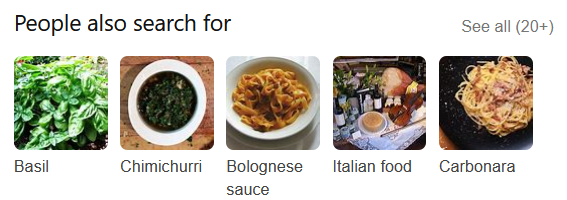 People also search for
See all (20+)
Basil
Chimichurri
Bolognese
sauce
Italian food
Carbonara